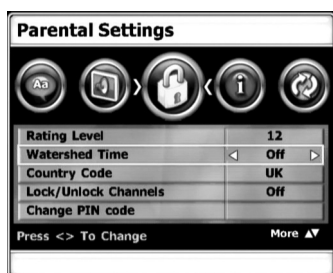 Parental Settings
Aa
Rating Level 12
Watershed Time Off
Country Code UK
Lock/Unlock Channels Off
Change PIN code
Press <> To Change More ▲▼